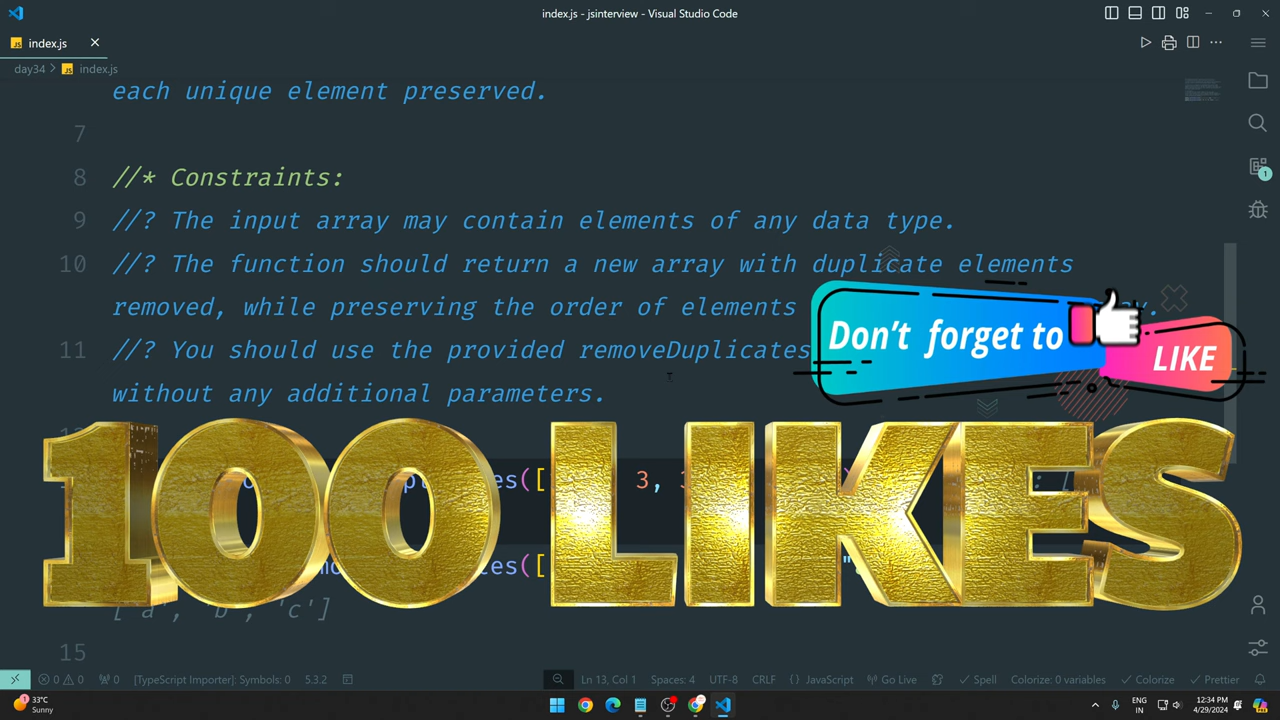 index.js - jsinterview - Visual Studio Code
index.js
day34 > index.js
each unique element preserved.
7
8 //* Constraints:
9 //? The input array may contain elements of any data type.
10 //? The function should return a new array with duplicate elements
removed, while preserving the order of elements
Don't forget to
LIKE
11 //? You should use the provided removeDuplicates
without any additional parameters.
100 LIKES
([ 3,
([
['a', 'b', 'c']
15
0 0 0 [TypeScript Importer]: Symbols: 0 5.3.2 Ln 13, Col 1 Spaces: 4 UTF-8 CRLF {} JavaScript Go Live Spell Colorize: 0 variables Colorize Prettier
1
33°C
Sunny
ENG
IN
12:34 PM
4/29/2024